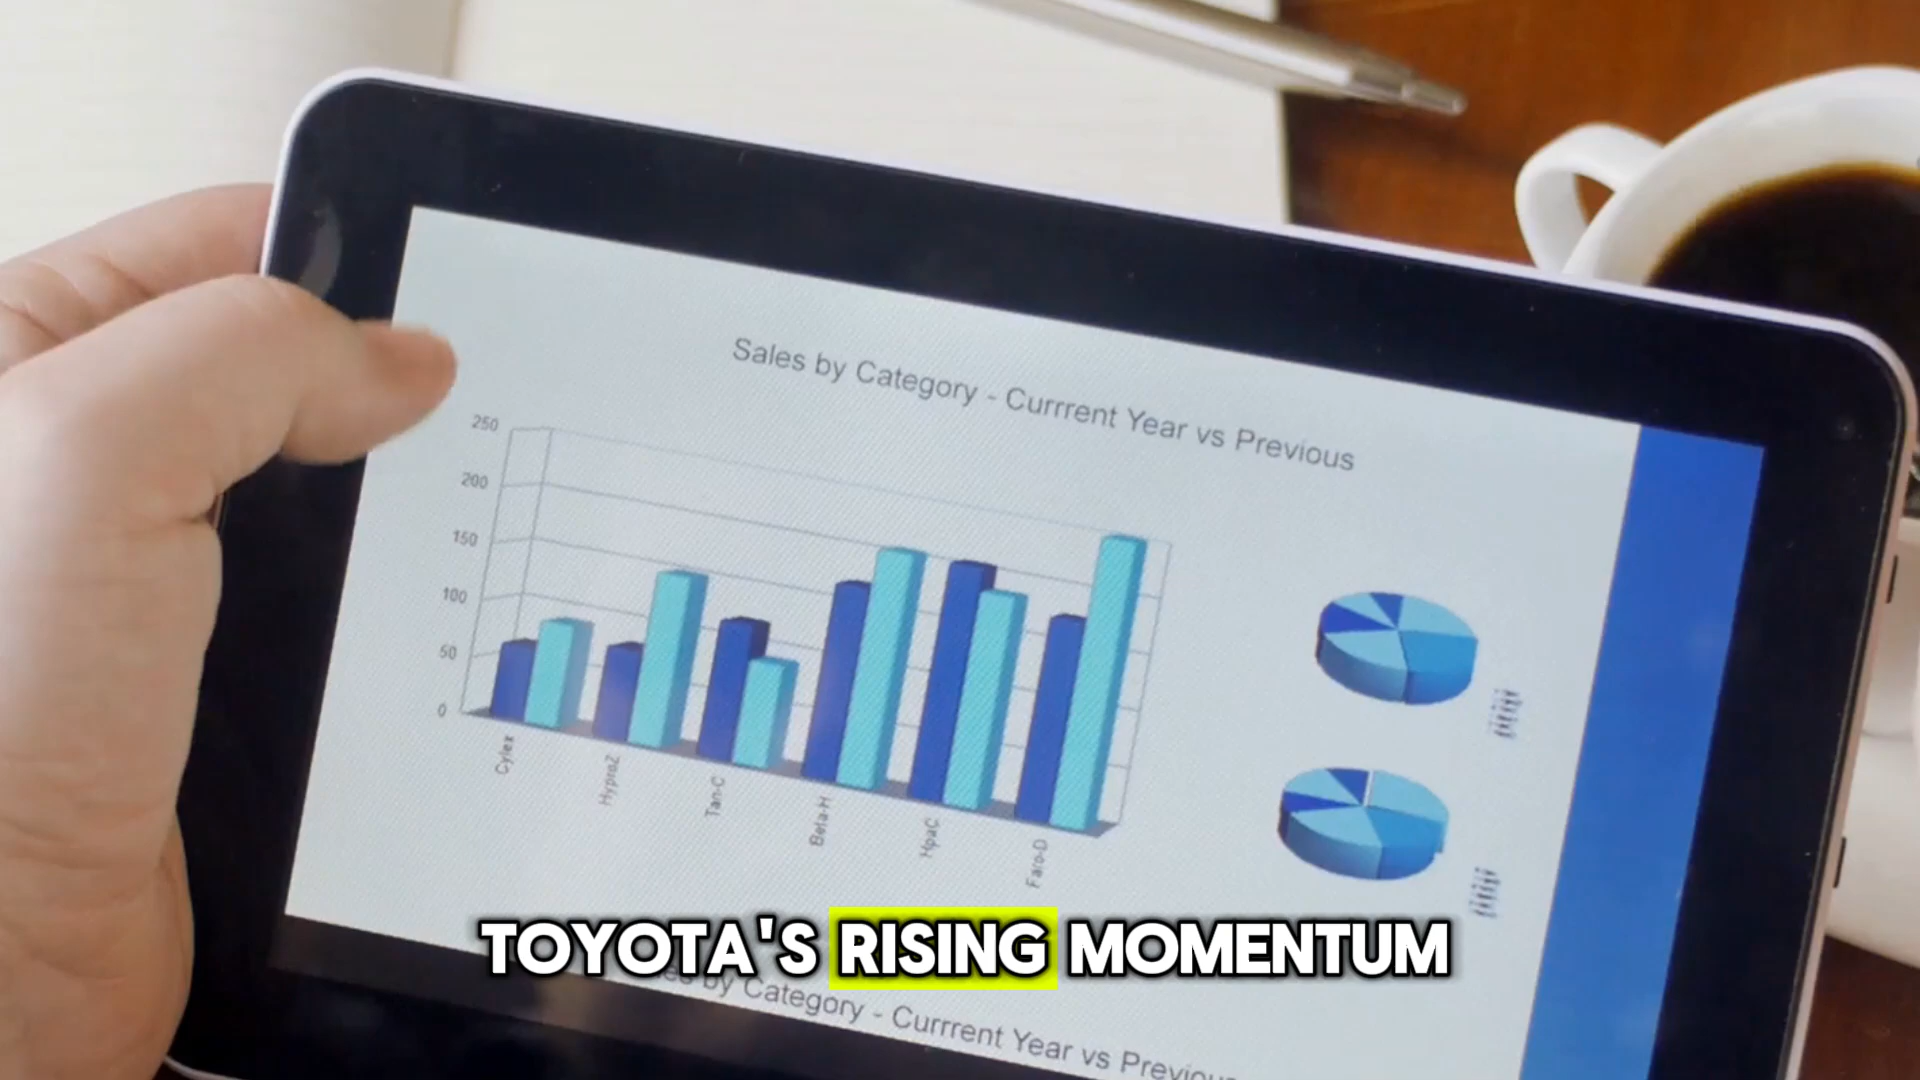 Sales by Category - Currrent Year vs Previous
250
200
150
100
50
0
Cylex
HyproZ
Tan-C
Beta-H
HpaC
Faro-D
TOYOTA'S RISING MOMENTUM
by Category - Currrent Year vs